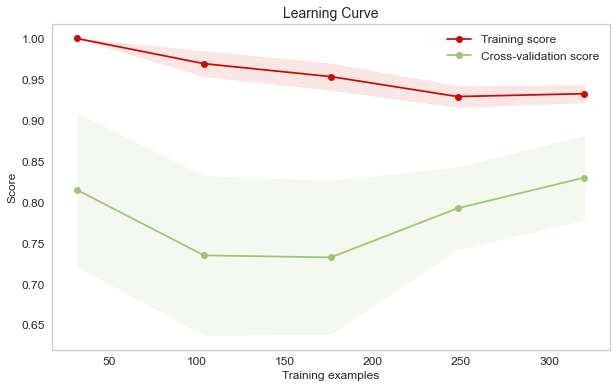 Learning Curve
Training score
Cross-validation score
1.00
0.95
0.90
0.85
0.80
0.75
0.70
0.65
Score
50 100 150 200 250 300
Training examples